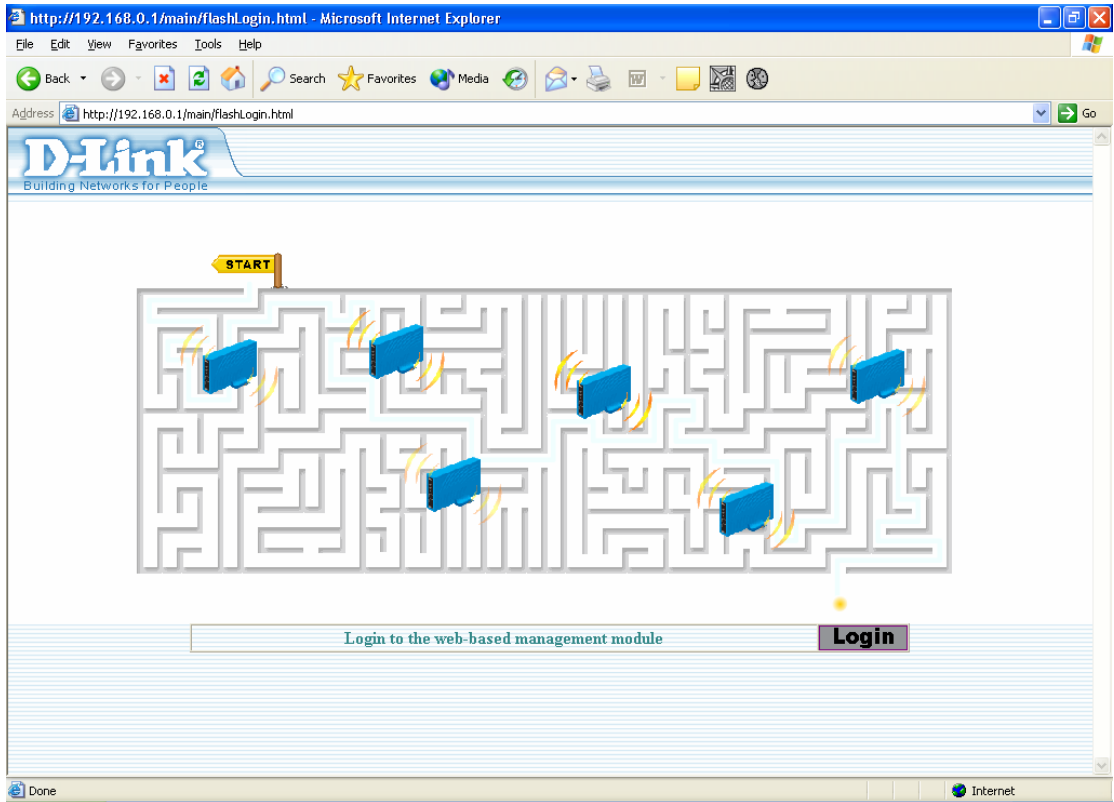 http://192.168.0.1/main/flashLogin.html - Microsoft Internet Explorer
File Edit View Favorites Tools Help
Back Search Favorites Media W
Address http://192.168.0.1/main/flashLogin.html Go
D-Link®
Building Networks for People
START
Login to the web-based management module Login
Done Internet